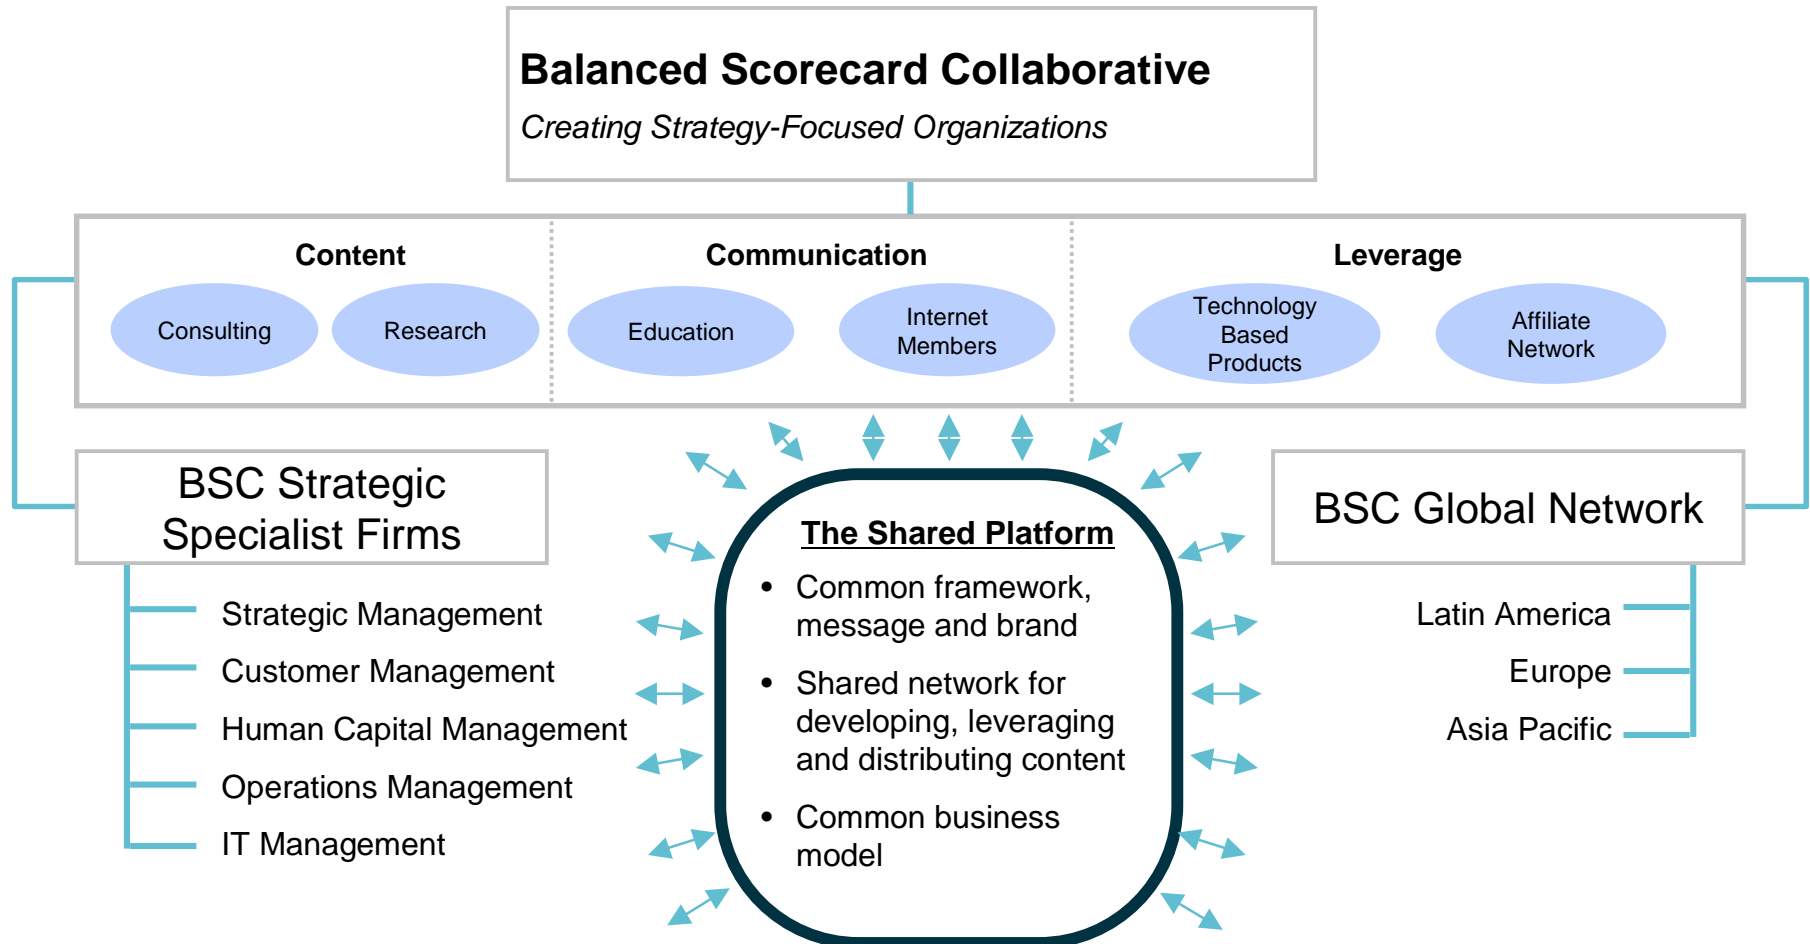 Balanced Scorecard Collaborative
Creating Strategy-Focused Organizations
Content
Consulting
Research
Communication
Education
Internet
Members
Leverage
Technology
Based
Products
Affiliate
Network
BSC Strategic
Specialist Firms
Strategic Management
Customer Management
Human Capital Management
Operations Management
IT Management
The Shared Platform
• Common framework,
message and brand
• Shared network for
developing, leveraging
and distributing content
• Common business
model
BSC Global Network
Latin America
Europe
Asia Pacific